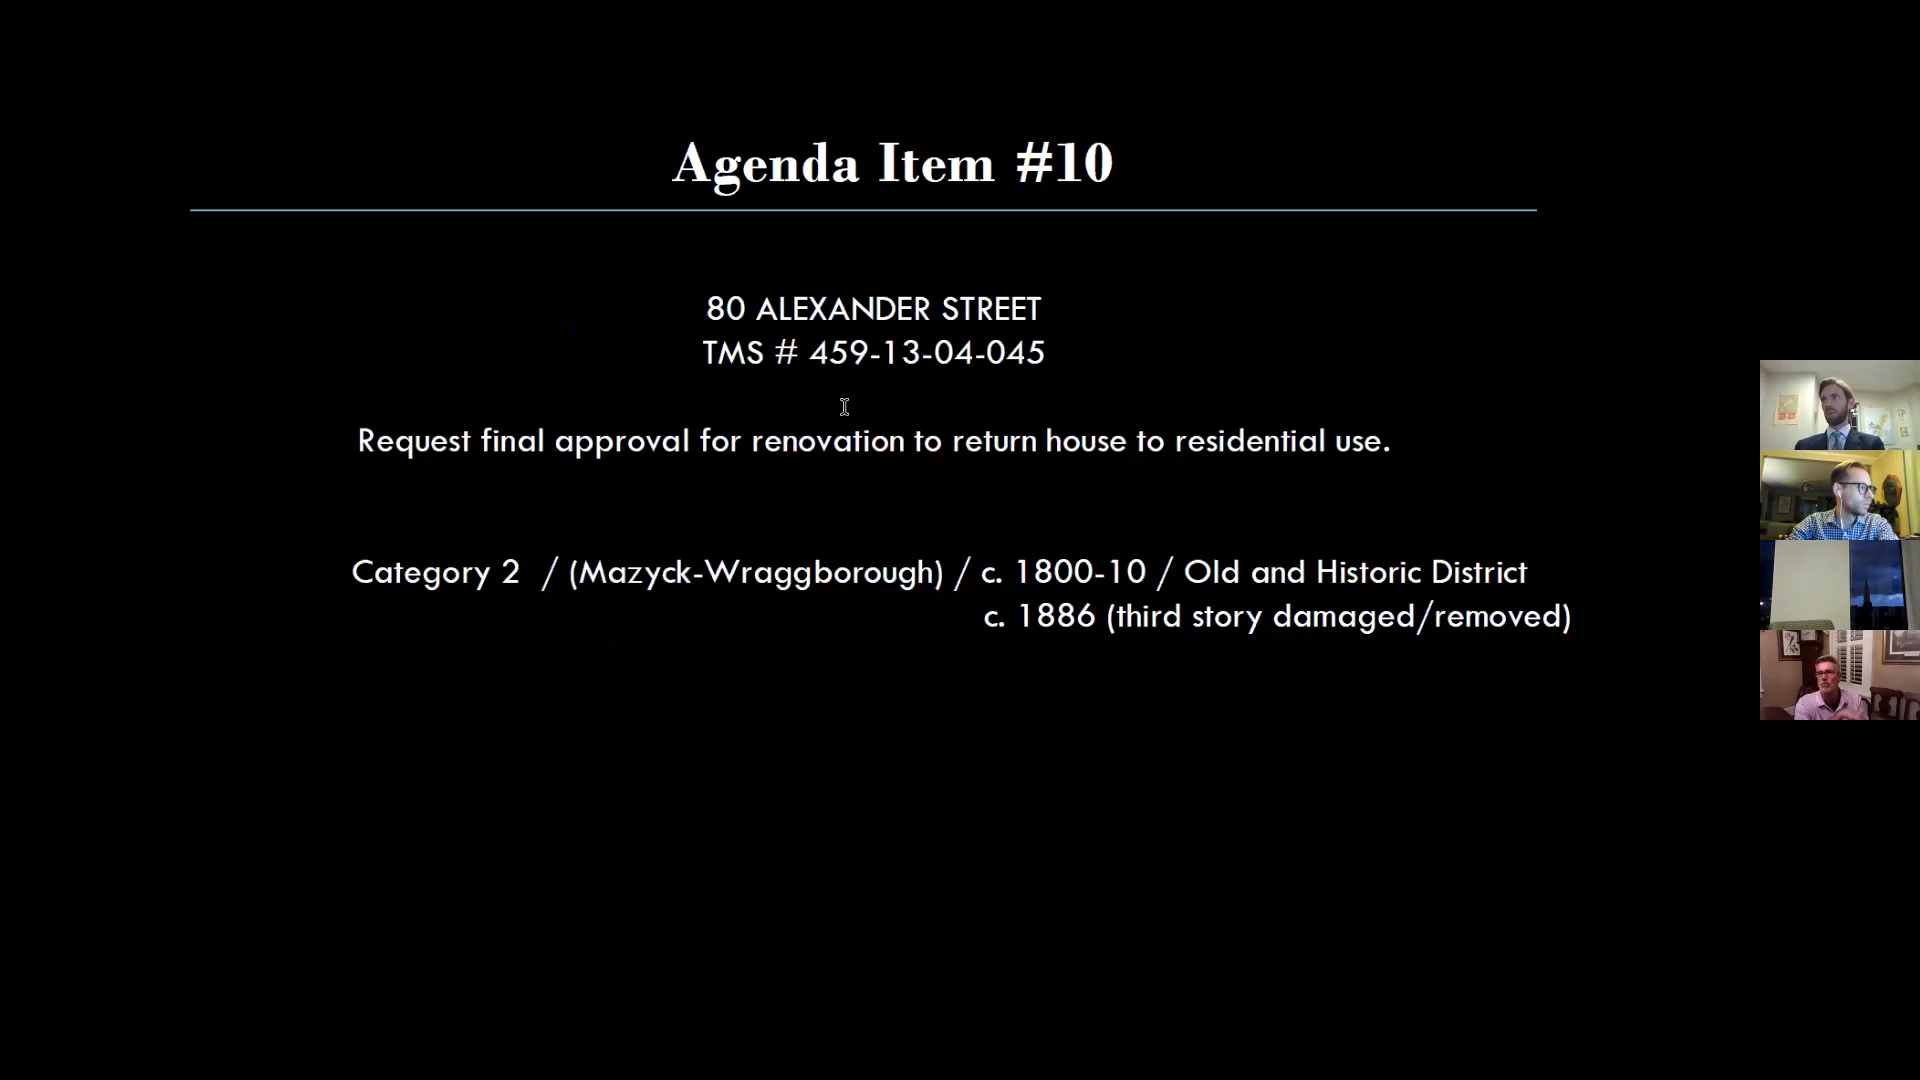 Agenda Item #10
80 ALEXANDER STREET
TMS # 459-13-04-045
Request final approval for renovation to return house to residential use.
Category 2 / (Mazyck-Wraggborough) / c. 1800-10 / Old and Historic District
c. 1886 (third story damaged/removed)